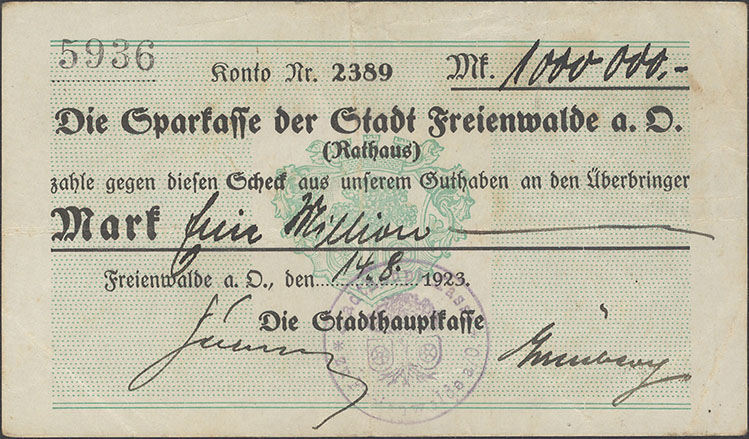 5936
Konto Nr. 2389 Mk. 1000 000.-
Die Sparkasse der Stadt Freienwalde a. O.
(Rathaus)
zahle gegen diesen Scheck aus unserem Guthaben an den Überbringer
Mark Eine Million
Freienwalde a. O., den 14.8. 1923.
Die Stadthauptkasse